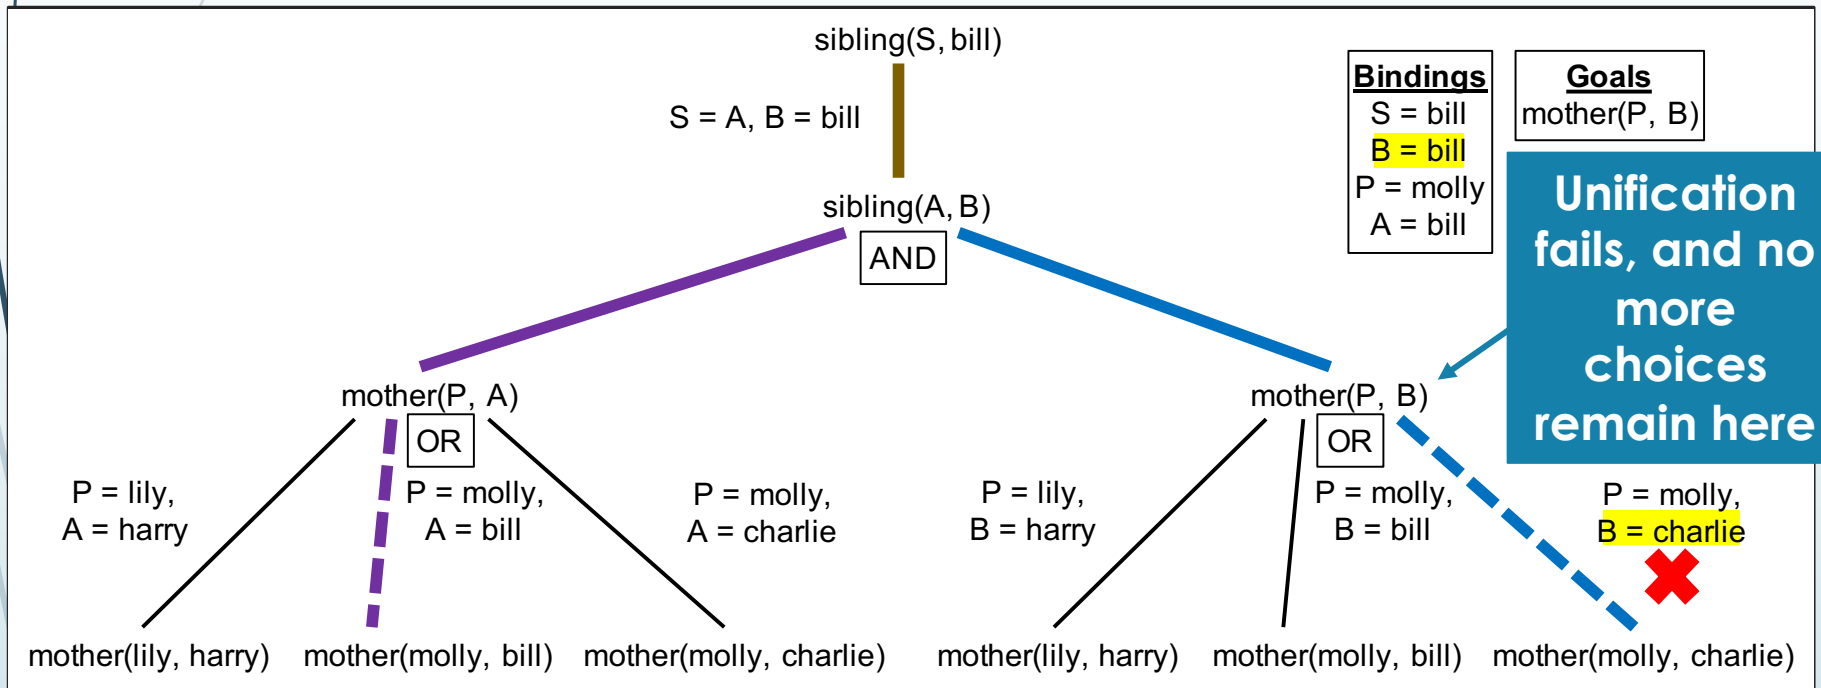 sibling(S, bill)
S = A, B = bill
Bindings
S = bill
B = bill
P = molly
A = bill
Goals
mother(P, B)
Unification
fails, and no
more
choices
remain here
sibling(A, B)
AND
mother(P, A)
OR
mother(P, B)
OR
P = lily,
A = harry
P = molly,
A = bill
P = molly,
A = charlie
P = lily,
B = harry
P = molly,
B = bill
P = molly,
B = charlie
mother(lily, harry)
mother(molly, bill)
mother(molly, charlie)
mother(lily, harry)
mother(molly, bill)
mother(molly, charlie)